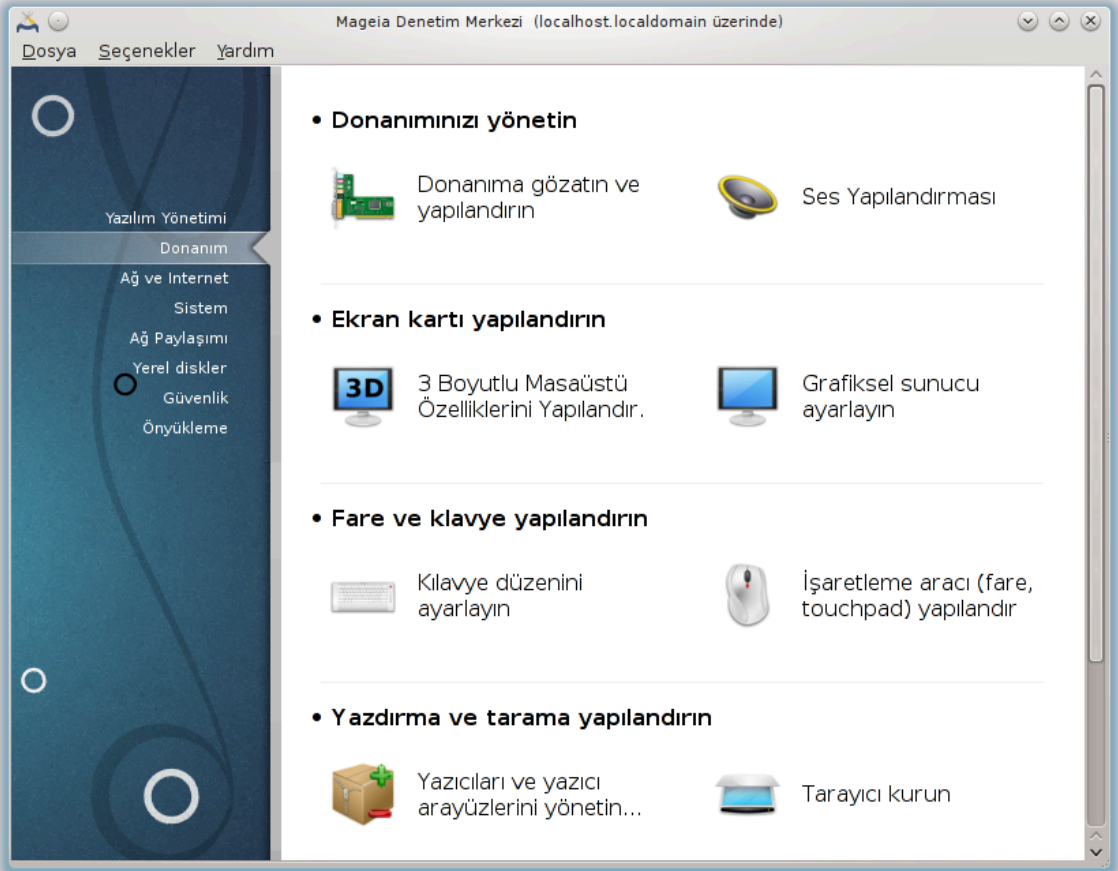 Mageia Denetim Merkezi (localhost.localdomain üzerinde)
Dosya Seçenekler Yardım
Yazılım Yönetimi
Donanım
Ağ ve Internet
Sistem
Ağ Paylaşımı
Yerel diskler
Güvenlik
Önyükleme
• Donanımınızı yönetin
Donanıma gözatın ve
yapılandırın
Ses Yapılandırması
• Ekran kartı yapılandırın
3D
3 Boyutlu Masaüstü
Özelliklerini Yapılandır.
Grafiksel sunucu
ayarlayın
• Fare ve klavye yapılandırın
Kılavye düzenini
ayarlayın
İşaretleme aracı (fare,
touchpad) yapılandır
• Yazdırma ve tarama yapılandırın
Yazıcıları ve yazıcı
arayüzlerini yönetin...
Tarayıcı kurun